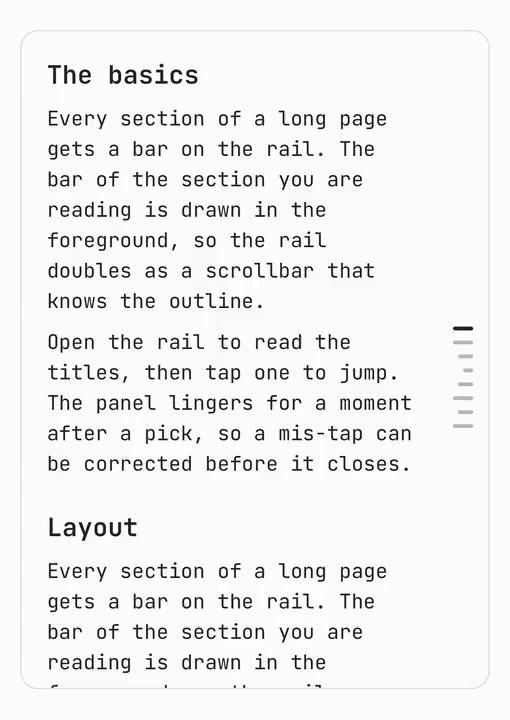 The basics
Every section of a long page
gets a bar on the rail. The
bar of the section you are
reading is drawn in the
foreground, so the rail
doubles as a scrollbar that
knows the outline.
Open the rail to read the
titles, then tap one to jump.
The panel lingers for a moment
after a pick, so a mis-tap can
be corrected before it closes.
Layout
Every section of a long page
gets a bar on the rail. The
bar of the section you are
reading is drawn in the